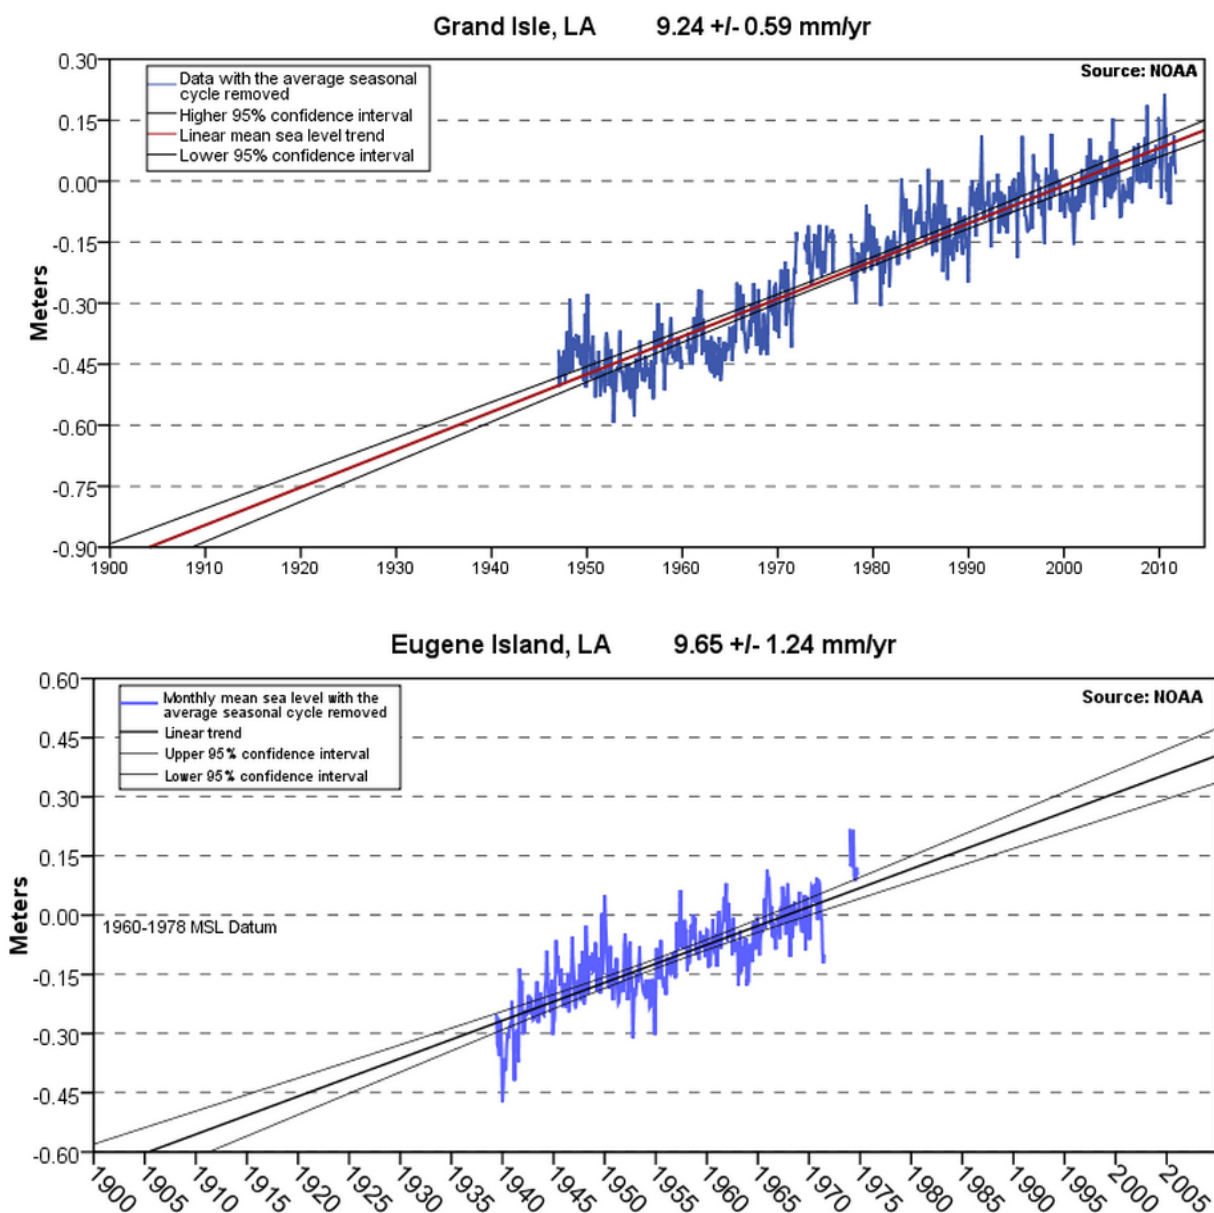 Grand Isle, LA 9.24 +/- 0.59 mm/yr
0.30
0.15
0.00
-0.15
-0.30
-0.45
-0.60
-0.75
-0.90
Meters
Data with the average seasonal
cycle removed
Higher 95% confidence interval
Linear mean sea level trend
Lower 95% confidence interval
Source: NOAA
1900 1910 1920 1930 1940 1950 1960 1970 1980 1990 2000 2010
Eugene Island, LA 9.65 +/- 1.24 mm/yr
0.60
0.45
0.30
0.15
0.00
-0.15
-0.30
-0.45
-0.60
Meters
Monthly mean sea level with the
average seasonal cycle removed
Linear trend
Upper 95% confidence interval
Lower 95% confidence interval
Source: NOAA
1960-1978 MSL Datum
1900 1905 1910 1915 1920 1925 1930 1935 1940 1945 1950 1955 1960 1965 1970 1975 1980 1985 1990 1995 2000 2005